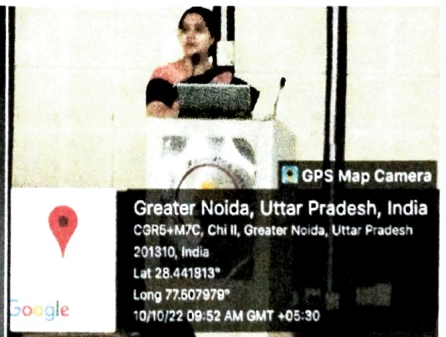 GPS Map Camera
Greater Noida, Uttar Pradesh, India
CGR5+M7C, Chi II, Greater Noida, Uttar Pradesh
201310, India
Lat 28.441813°
Long 77.507979°
10/10/22 09:52 AM GMT +05:30
Google